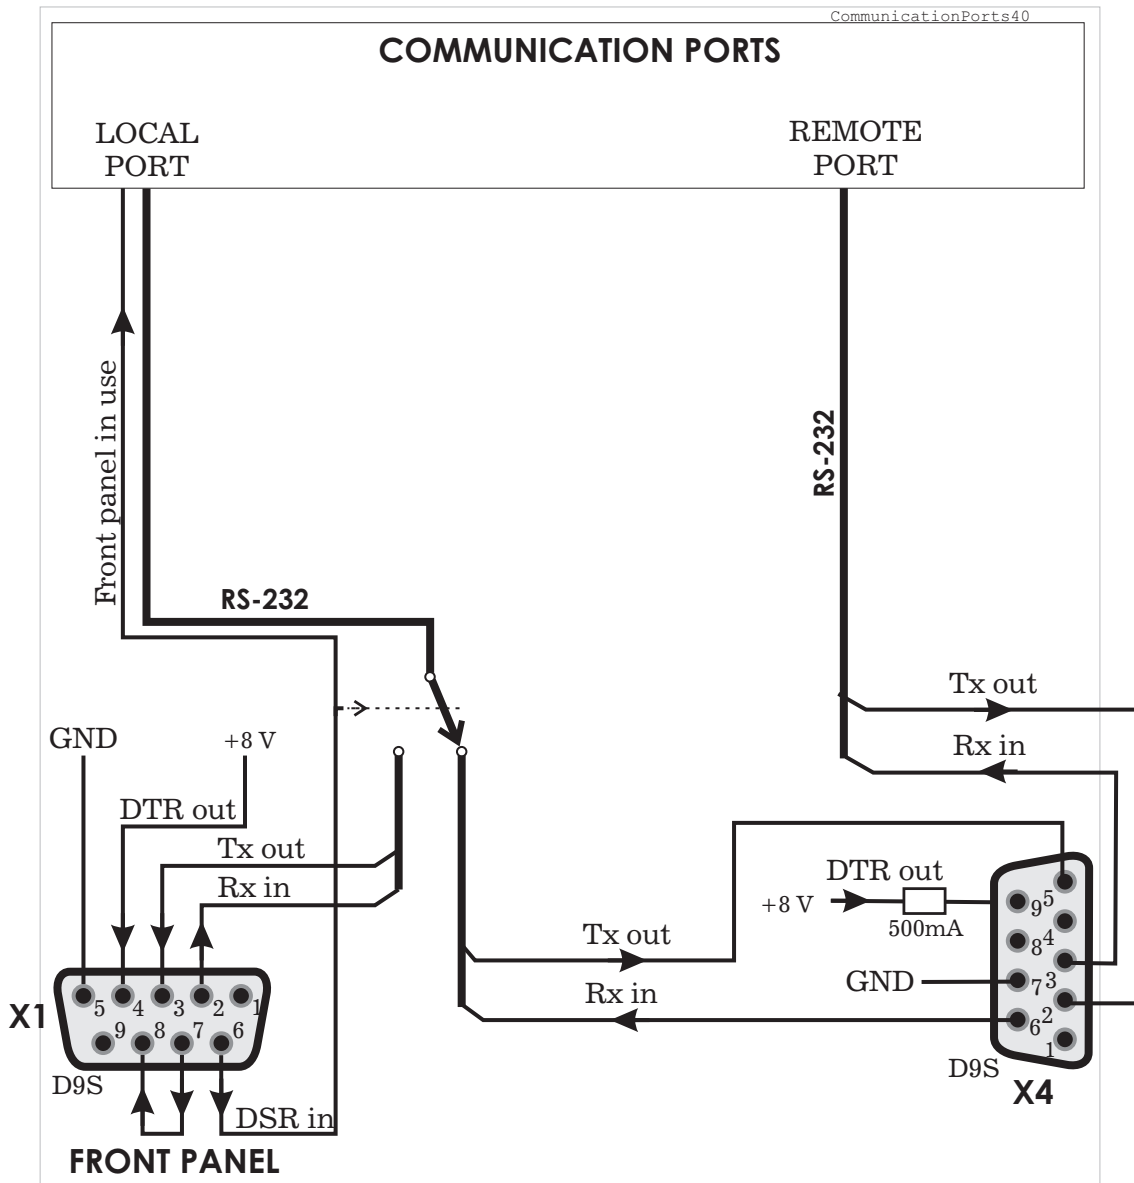 CommunicationPorts40
COMMUNICATION PORTS
LOCAL
PORT
REMOTE
PORT
Front panel in use
RS-232
RS-232
Tx out
Rx in
GND
+8 V
DTR out
Tx out
Rx in
DTR out
+8 V
500mA
Tx out
GND
Rx in
X1
5
4
3
2
1
9
8
7
6
D9S
DSR in
FRONT PANEL
5
9
4
8
3
7
2
6
1
D9S
X4